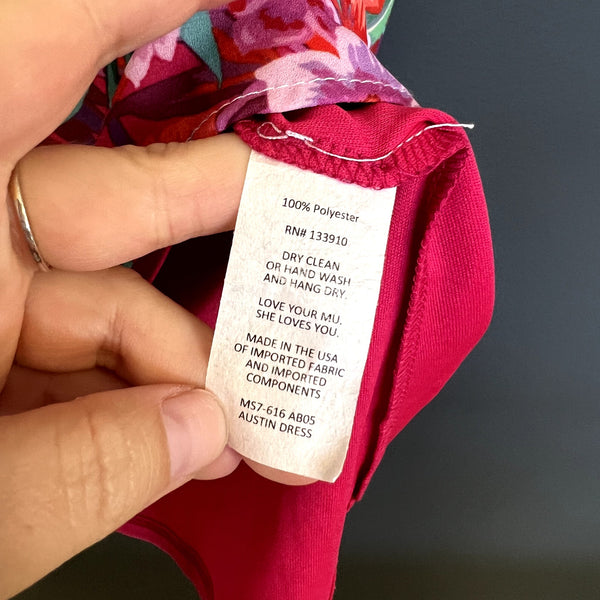 100% Polyester
RN# 133910
DRY CLEAN
OR HAND WASH
AND HANG DRY.
LOVE YOUR MU.
SHE LOVES YOU.
MADE IN THE USA
OF IMPORTED FABRIC
AND IMPORTED
COMPONENTS
MS7-616 AB05
AUSTIN DRESS